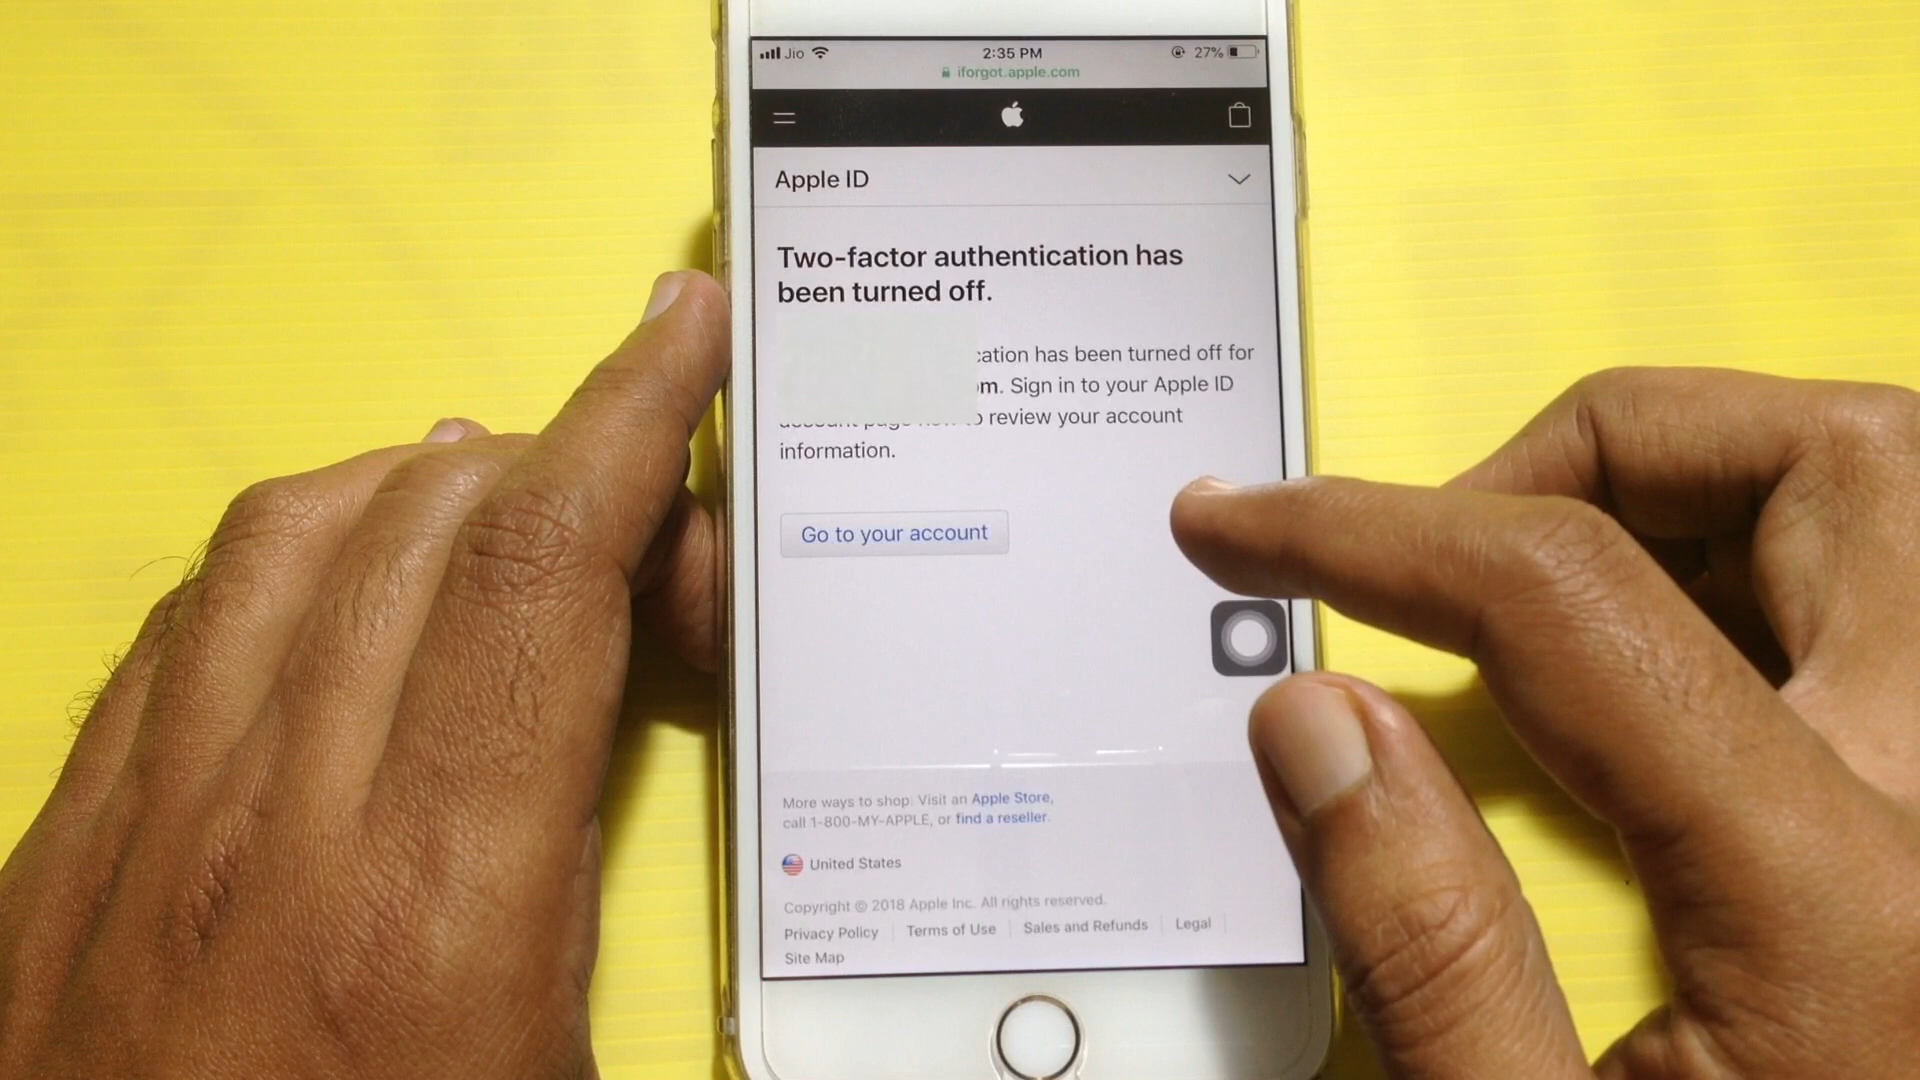 Jio 2:35 PM 27%
iforgot.apple.com
Apple ID
Two-factor authentication has
been turned off.
cation has been turned off for
m. Sign in to your Apple ID
review your account
information.
Go to your account
More ways to shop: Visit an Apple Store,
call 1-800-MY-APPLE, or find a reseller.
United States
Copyright © 2018 Apple Inc. All rights reserved.
Privacy Policy Terms of Use Sales and Refunds Legal
Site Map